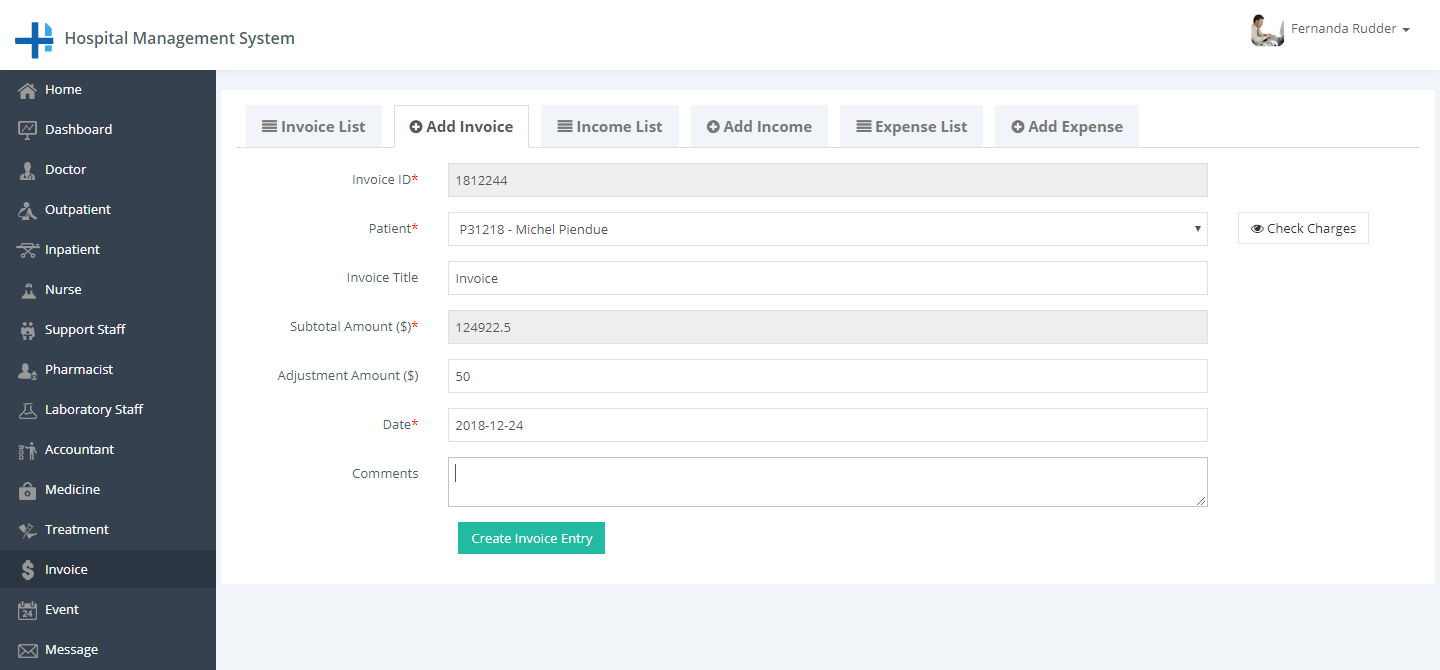 Hospital Management System
Fernanda Rudder
Home
Dashboard
Doctor
Outpatient
Inpatient
Nurse
Support Staff
Pharmacist
Laboratory Staff
Accountant
Medicine
Treatment
Invoice
24 Event
Message
Invoice List Add Invoice Income List Add Income Expense List Add Expense
Invoice ID* 1812244
Patient* P31218 - Michel Piendue Check Charges
Invoice Title Invoice
Subtotal Amount ($)* 124922.5
Adjustment Amount ($) 50
Date* 2018-12-24
Comments
Create Invoice Entry